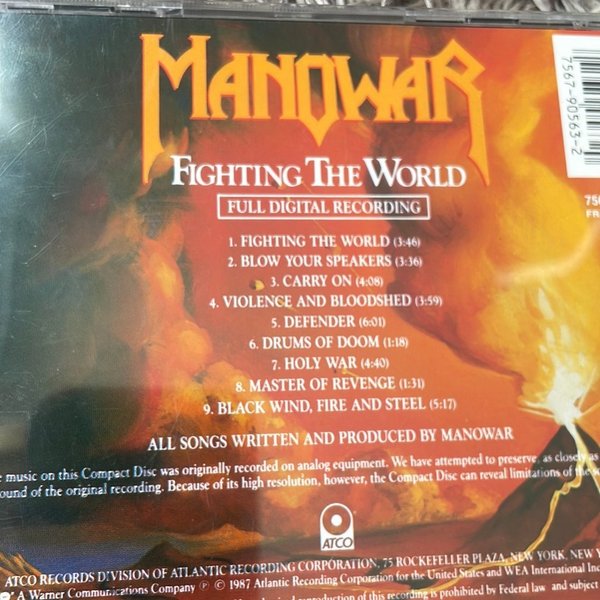 MANOWAR
FIGHTING THE WORLD
FULL DIGITAL RECORDING
1. FIGHTING THE WORLD (3:46)
2. BLOW YOUR SPEAKERS (3:36)
3. CARRY ON (4:08)
4. VIOLENCE AND BLOODSHED (3:59)
5. DEFENDER (6:01)
6. DRUMS OF DOOM (1:18)
7. HOLY WAR (4:40)
8. MASTER OF REVENGE (1:31)
9. BLACK WIND, FIRE AND STEEL (5:17)
ALL SONGS WRITTEN AND PRODUCED BY MANOWAR
music on this Compact Disc was originally recorded on analog equipment. We have attempted to preserve, as closely as
sound of the original recording. Because of its high resolution, however, the Compact Disc can reveal limitations of the
ATCO
ATCO RECORDS DIVISION OF ATLANTIC RECORDING CORPORATION, 75 ROCKEFELLER PLAZA, NEW YORK, NEW Y
A Warner Communications Company ℗ © 1987 Atlantic Recording Corporation for the United States and WEA International Inc
reproduction of this recording is prohibited by Federal law and subject
7567-90563-2
756
FR